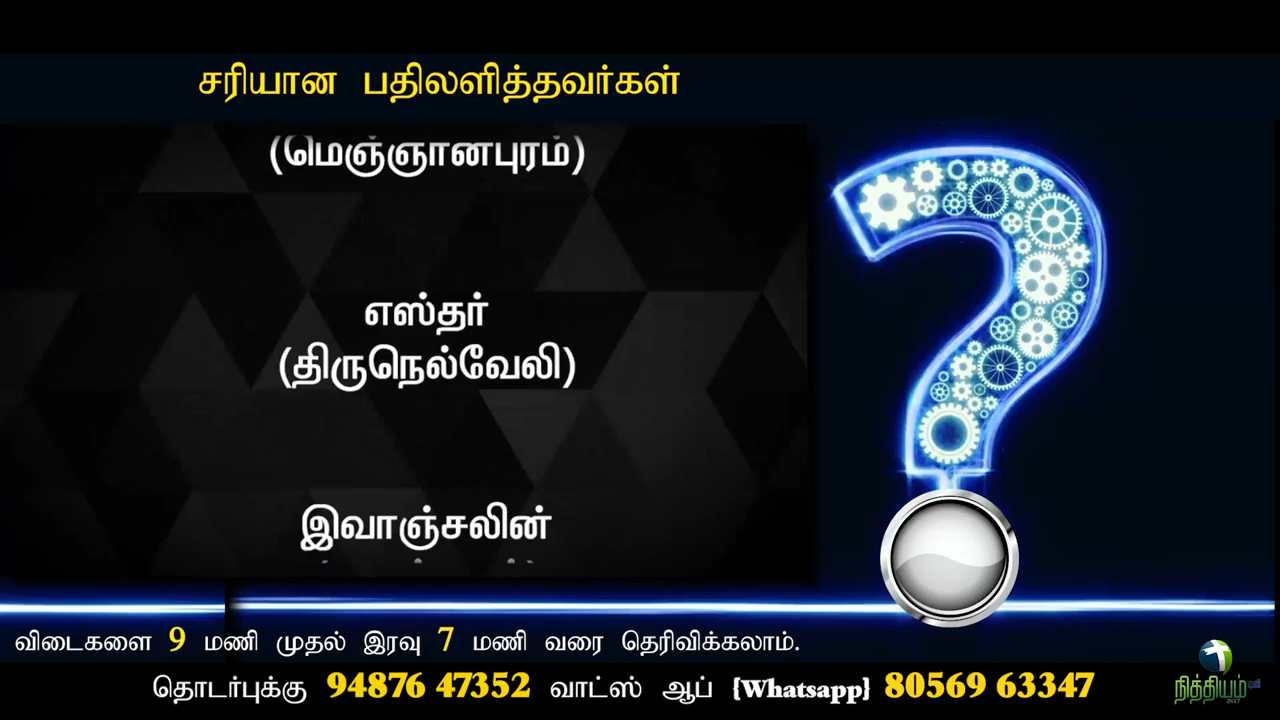 சரியான பதிலளித்தவர்கள்
(மெஞ்ஞானபுரம்)
எஸ்தர்
(திருநெல்வேலி)
இவாஞ்சலின்
விடைகளை 9 மணி முதல் இரவு 7 மணி வரை தெரிவிக்கலாம்.
தொடர்புக்கு 94876 47352 வாட்ஸ் ஆப் {Whatsapp} 80569 63347
நித்தியம்